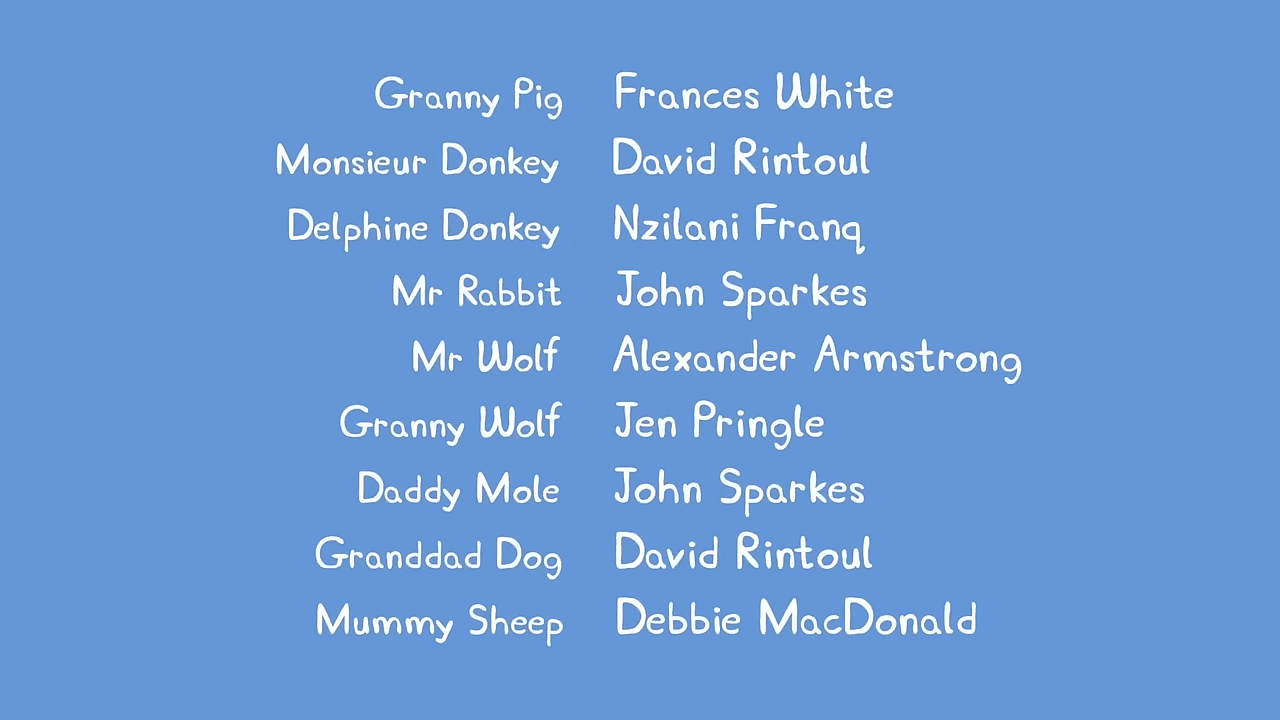 Granny Pig Frances White
Monsieur Donkey David Rintoul
Delphine Donkey Nzilani Franq
Mr Rabbit John Sparkes
Mr Wolf Alexander Armstrong
Granny Wolf Jen Pringle
Daddy Mole John Sparkes
Granddad Dog David Rintoul
Mummy Sheep Debbie MacDonald